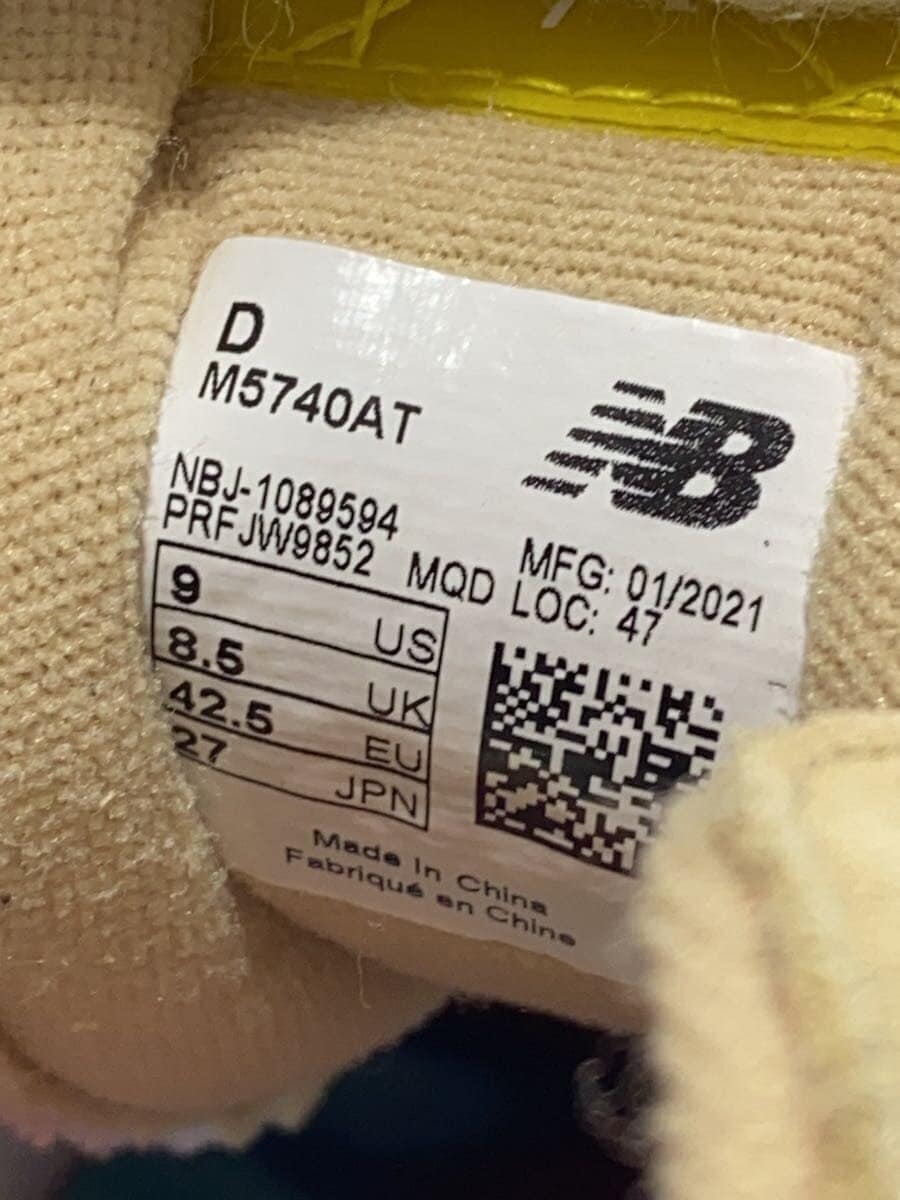 D
M5740AT
NB
NBJ-1089594
PRFJW9852 MQD
MFG: 01/2021
LOC: 47
9 US
8.5 UK
42.5 EU
27 JPN
Made in China
Fabriqué en Chine